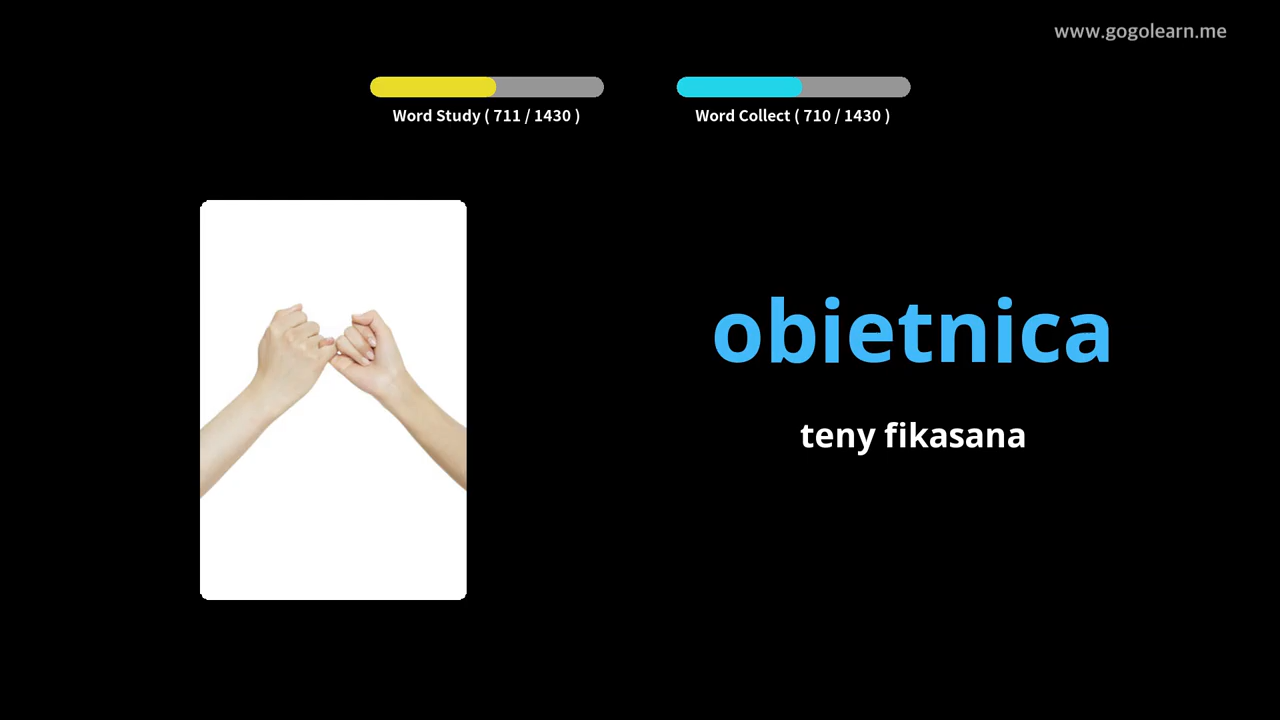 www.gogolearn.me
Word Study ( 711 / 1430 )
Word Collect ( 710 / 1430 )
obietnica
teny fikasana